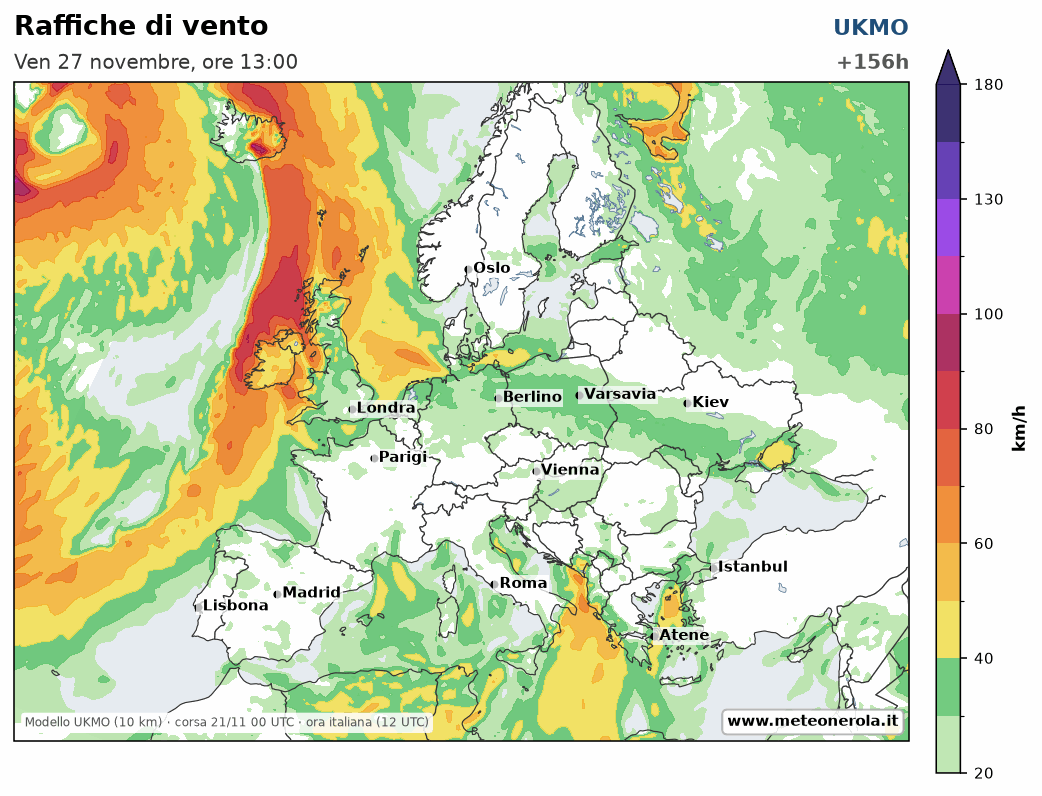 Raffiche di vento
UKMO
Ven 27 novembre, ore 13:00
+156h
180
130
100
80
60
40
20
km/h
Oslo
Londra
Berlino
Varsavia
Kiev
Parigi
Vienna
Istanbul
Roma
Madrid
Lisbona
Atene
Modello UKMO (10 km) · corsa 21/11 00 UTC · ora italiana (12 UTC)
www.meteonerola.it